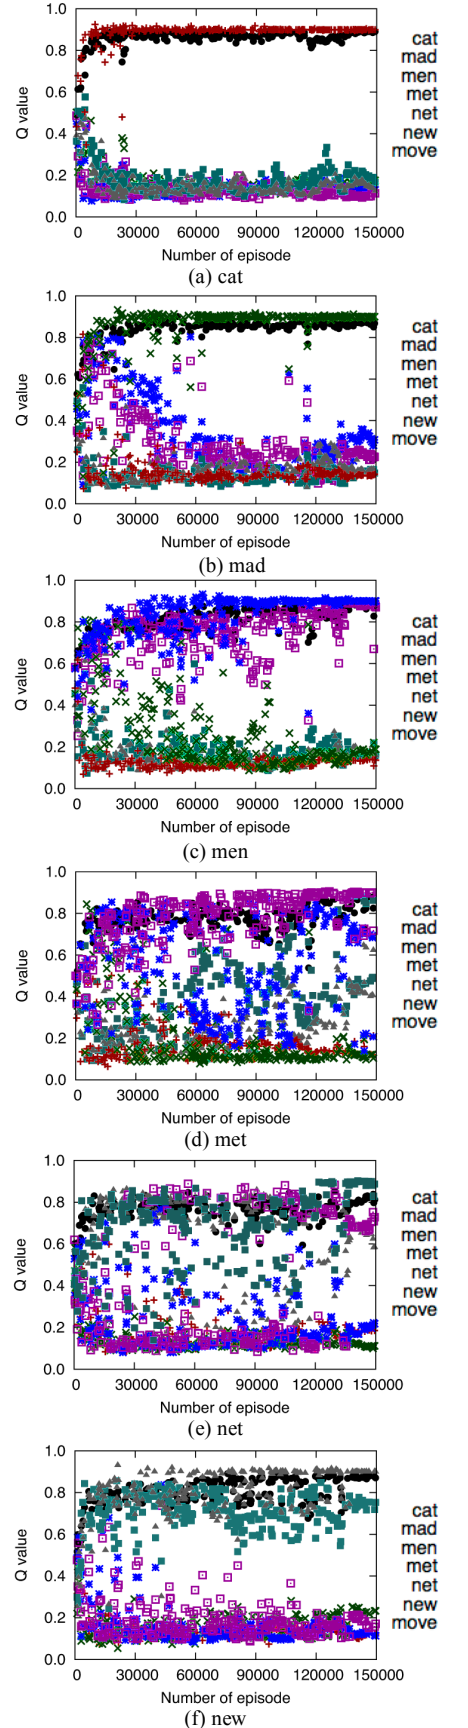 1.0
0.8
0.6
0.4
0.2
0.0
Q value
0 30000 60000 90000 120000 150000
Number of episode
cat
mad
men
met
net
new
move
(a) cat
1.0
0.8
0.6
0.4
0.2
0.0
Q value
0 30000 60000 90000 120000 150000
Number of episode
cat
mad
men
met
net
new
move
(b) mad
1.0
0.8
0.6
0.4
0.2
0.0
Q value
0 30000 60000 90000 120000 150000
Number of episode
cat
mad
men
met
net
new
move
(c) men
1.0
0.8
0.6
0.4
0.2
0.0
Q value
0 30000 60000 90000 120000 150000
Number of episode
cat
mad
men
met
net
new
move
(d) met
1.0
0.8
0.6
0.4
0.2
0.0
Q value
0 30000 60000 90000 120000 150000
Number of episode
cat
mad
men
met
net
new
move
(e) net
1.0
0.8
0.6
0.4
0.2
0.0
Q value
0 30000 60000 90000 120000 150000
Number of episode
cat
mad
men
met
net
new
move
(f) new